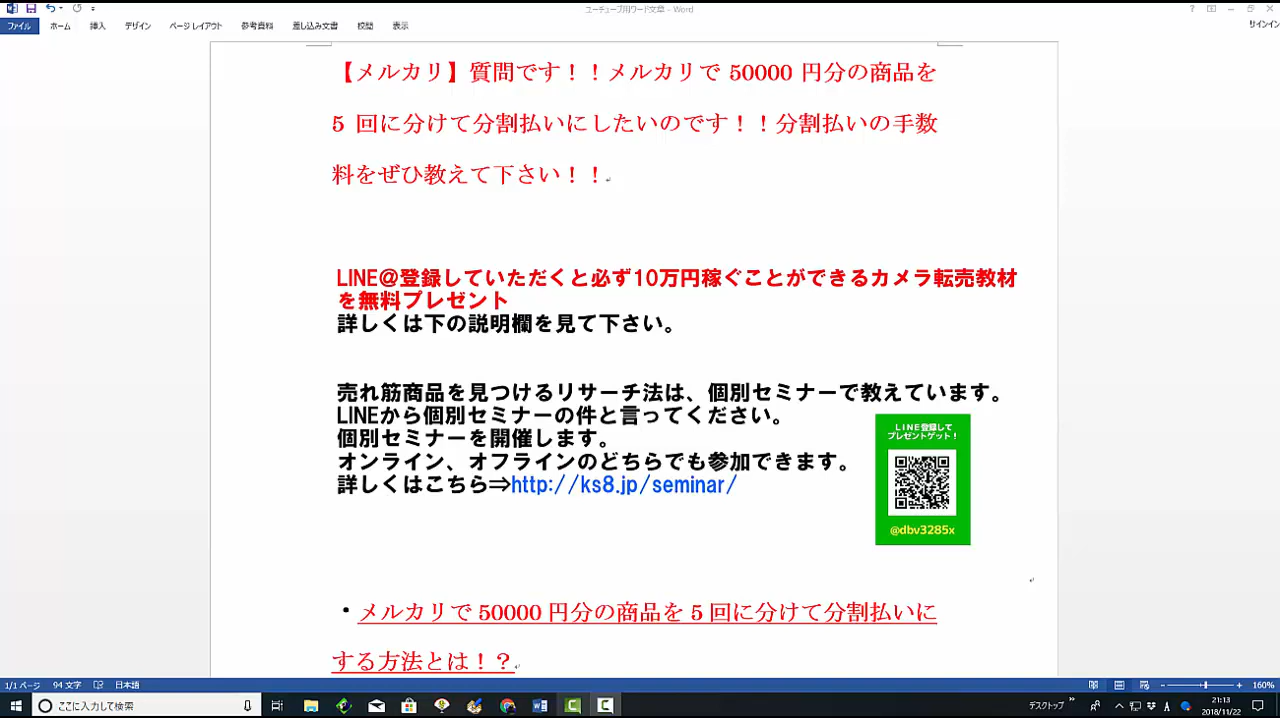 ユーチューブ用ワード文章 - Word
ファイル ホーム 挿入 デザイン ページ レイアウト 参考資料 差し込み文書 校閲 表示 サインイン
【メルカリ】質問です！！メルカリで 50000 円分の商品を
5 回に分けて分割払いにしたいのです！！分割払いの手数
料をぜひ教えて下さい！！
LINE@登録していただくと必ず10万円稼ぐことができるカメラ転売教材
を無料プレゼント
詳しくは下の説明欄を見て下さい。
売れ筋商品を見つけるリサーチ法は、個別セミナーで教えています。
LINEから個別セミナーの件と言ってください。
個別セミナーを開催します。
オンライン、オフラインのどちらでも参加できます。
詳しくはこちら⇒http://ks8.jp/seminar/
LINE登録して
プレゼントゲット！
@dbv3285x
・メルカリで 50000 円分の商品を 5 回に分けて分割払いに
する方法とは！？
1/1 ページ 94 文字 日本語 160%
ここに入力して検索 デスクトップ 21:13
2018/11/22